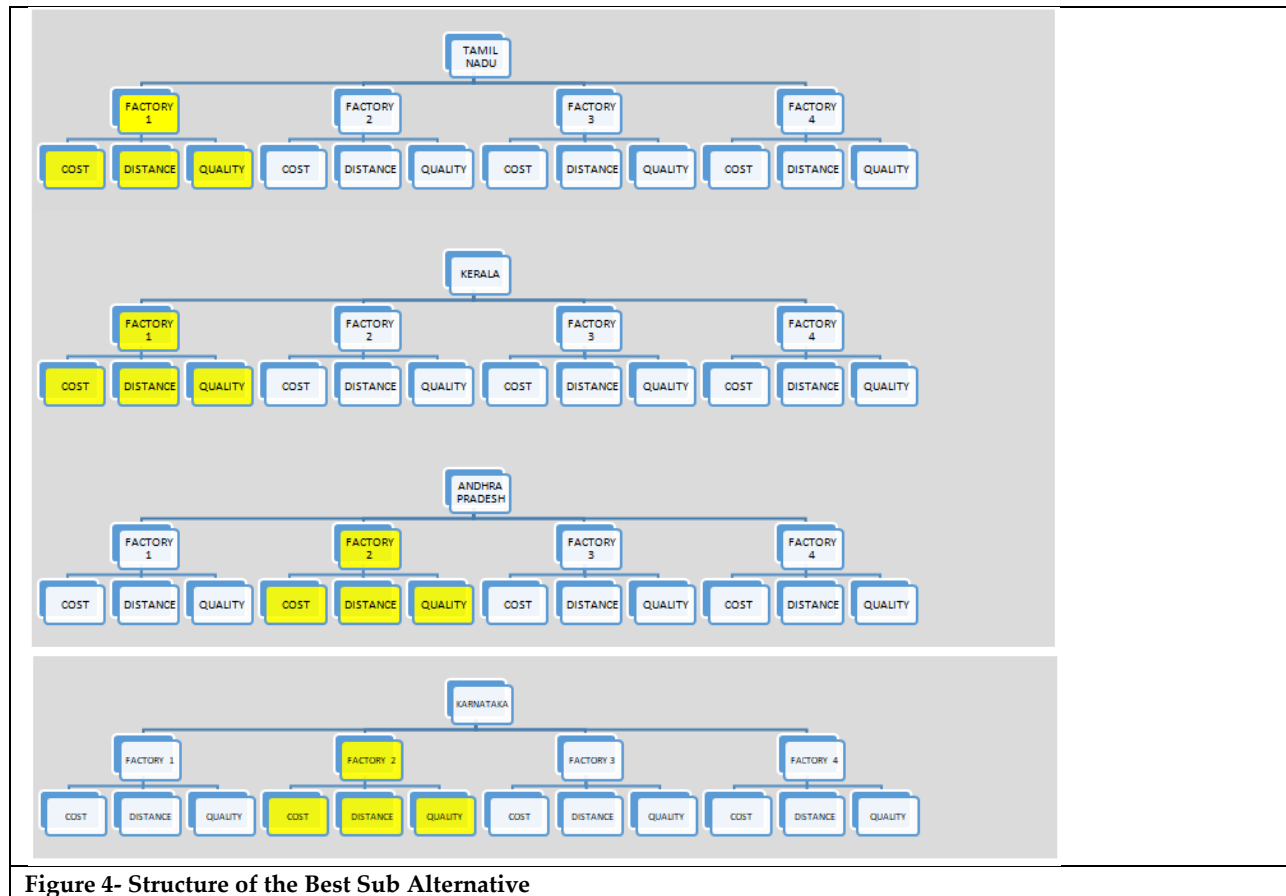 TAMIL
NADU
FACTORY
1
FACTORY
2
FACTORY
3
FACTORY
4
COST DISTANCE QUALITY COST DISTANCE QUALITY COST DISTANCE QUALITY COST DISTANCE QUALITY
KERALA
FACTORY
1
FACTORY
2
FACTORY
3
FACTORY
4
COST DISTANCE QUALITY COST DISTANCE QUALITY COST DISTANCE QUALITY COST DISTANCE QUALITY
ANDHRA
PRADESH
FACTORY
1
FACTORY
2
FACTORY
3
FACTORY
4
COST DISTANCE QUALITY COST DISTANCE QUALITY COST DISTANCE QUALITY COST DISTANCE QUALITY
KARNATAKA
FACTORY 1 FACTORY 2 FACTORY 3 FACTORY 4
COST DISTANCE QUALITY COST DISTANCE QUALITY COST DISTANCE QUALITY COST DISTANCE QUALITY
Figure 4- Structure of the Best Sub Alternative